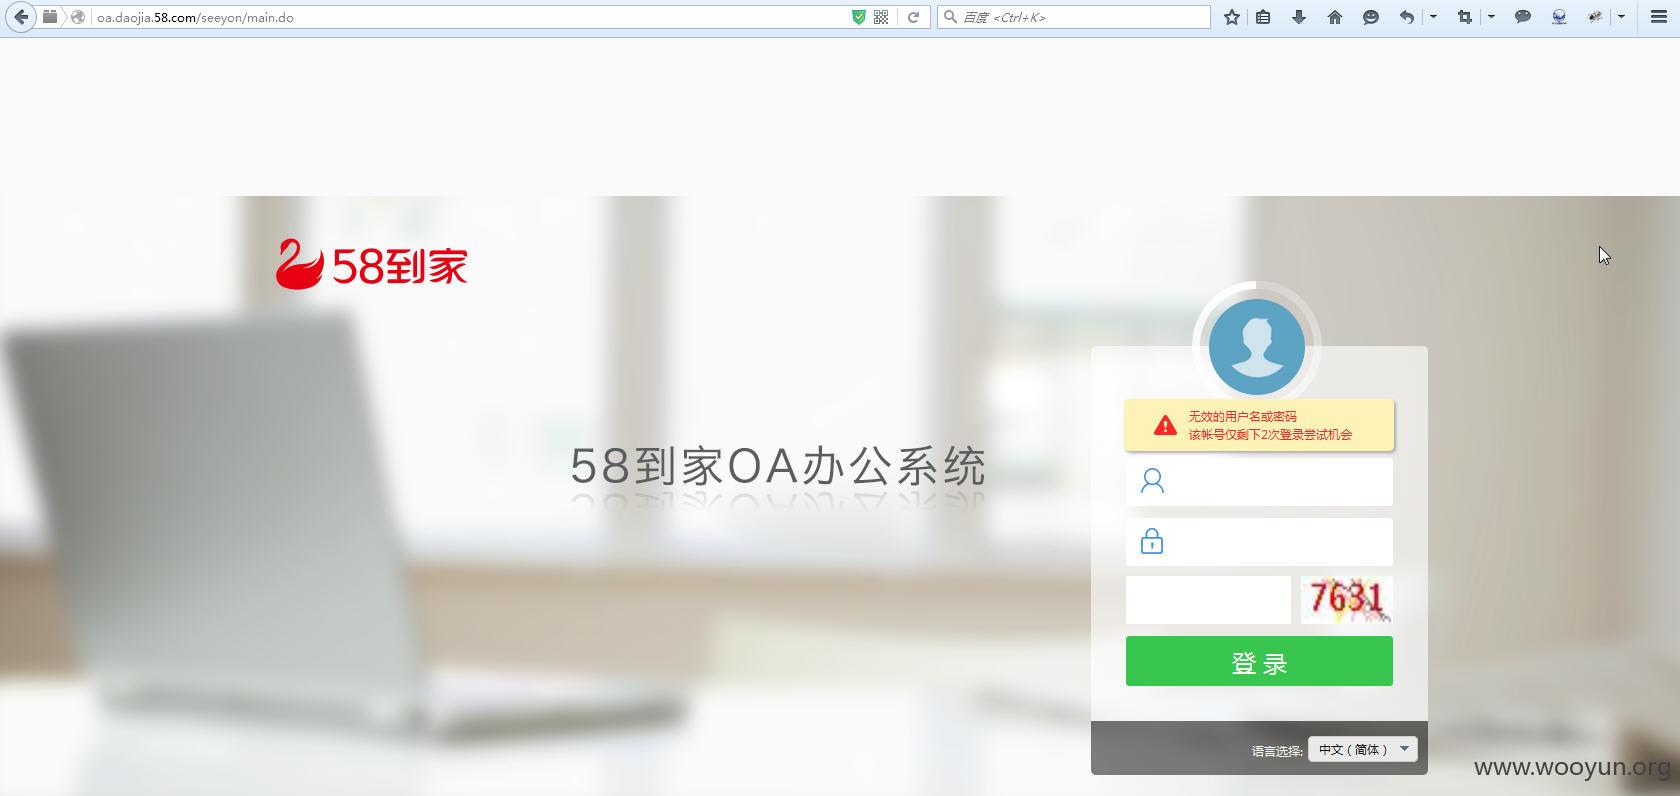 oa.daojia.58.com/seeyon/main.do
百度 <Ctrl+K>
58到家
58到家OA办公系统
无效的用户名或密码
该帐号仅剩下2次登录尝试机会
7631
登录
语言选择: 中文（简体）
www.wooyun.org